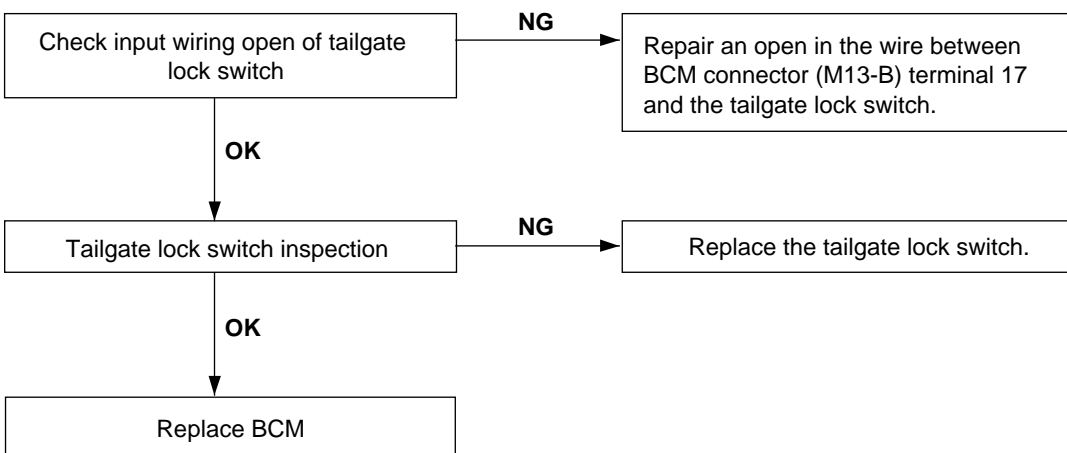 Check input wiring open of tailgate
lock switch
NG
Repair an open in the wire between
BCM connector (M13-B) terminal 17
and the tailgate lock switch.
OK
Tailgate lock switch inspection
NG
Replace the tailgate lock switch.
OK
Replace BCM